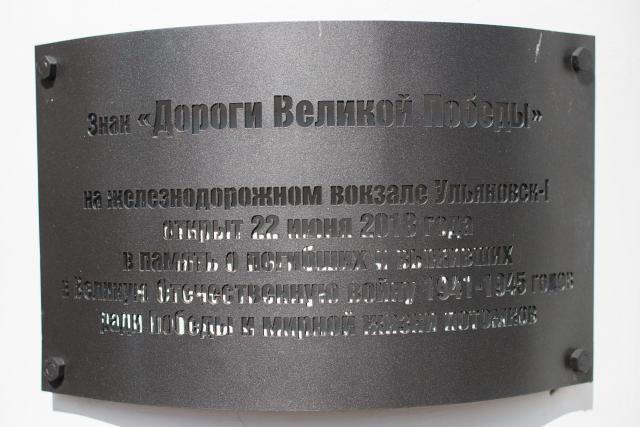 Знак «Дороги Великой Победы»
на железнодорожном вокзале Ульяновск-I
открыт 22 июня 2018 года
в память о погибших и выживших
в Великую Отечественную войну 1941-1945 годов
ради победы и мирной жизни потомков